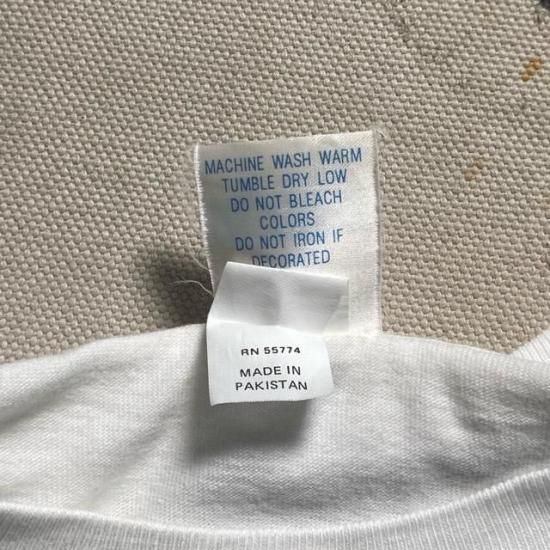 MACHINE WASH WARM
TUMBLE DRY LOW
DO NOT BLEACH
COLORS
DO NOT IRON IF
DECORATED
RN 55774
MADE IN
PAKISTAN